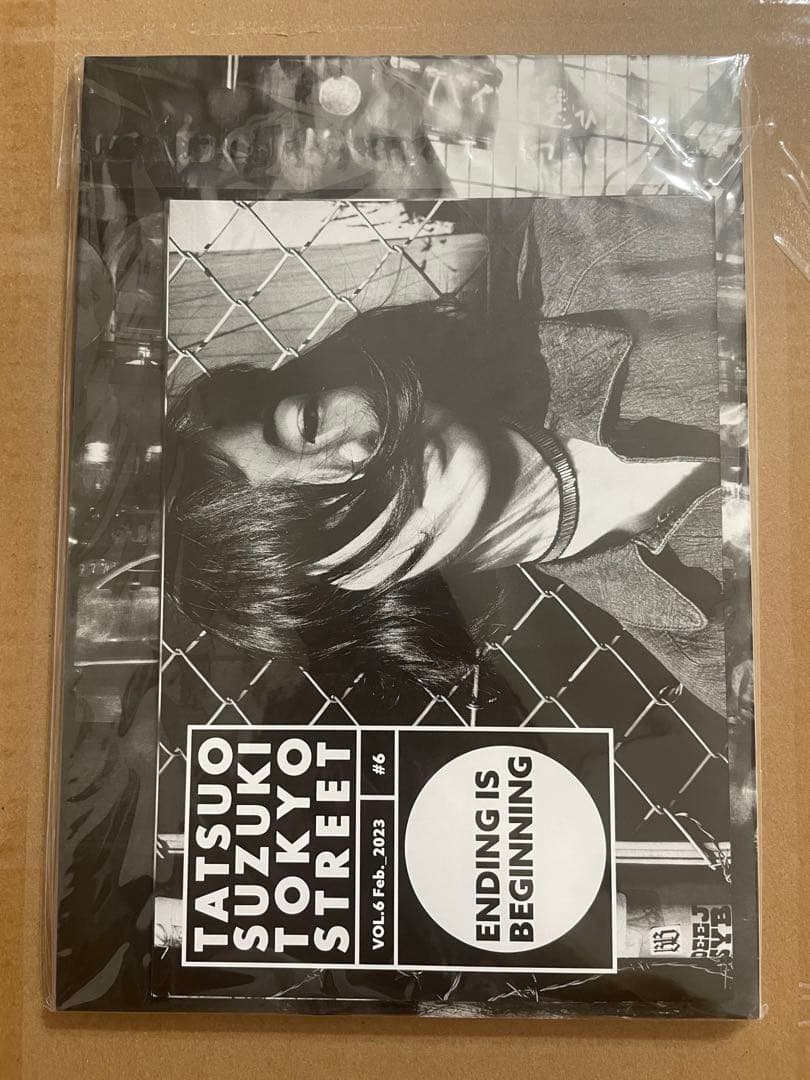 TATSUO
SUZUKI
TOKYO
STREET
VOL.6 Feb._2023
#6
ENDING IS
BEGINNING